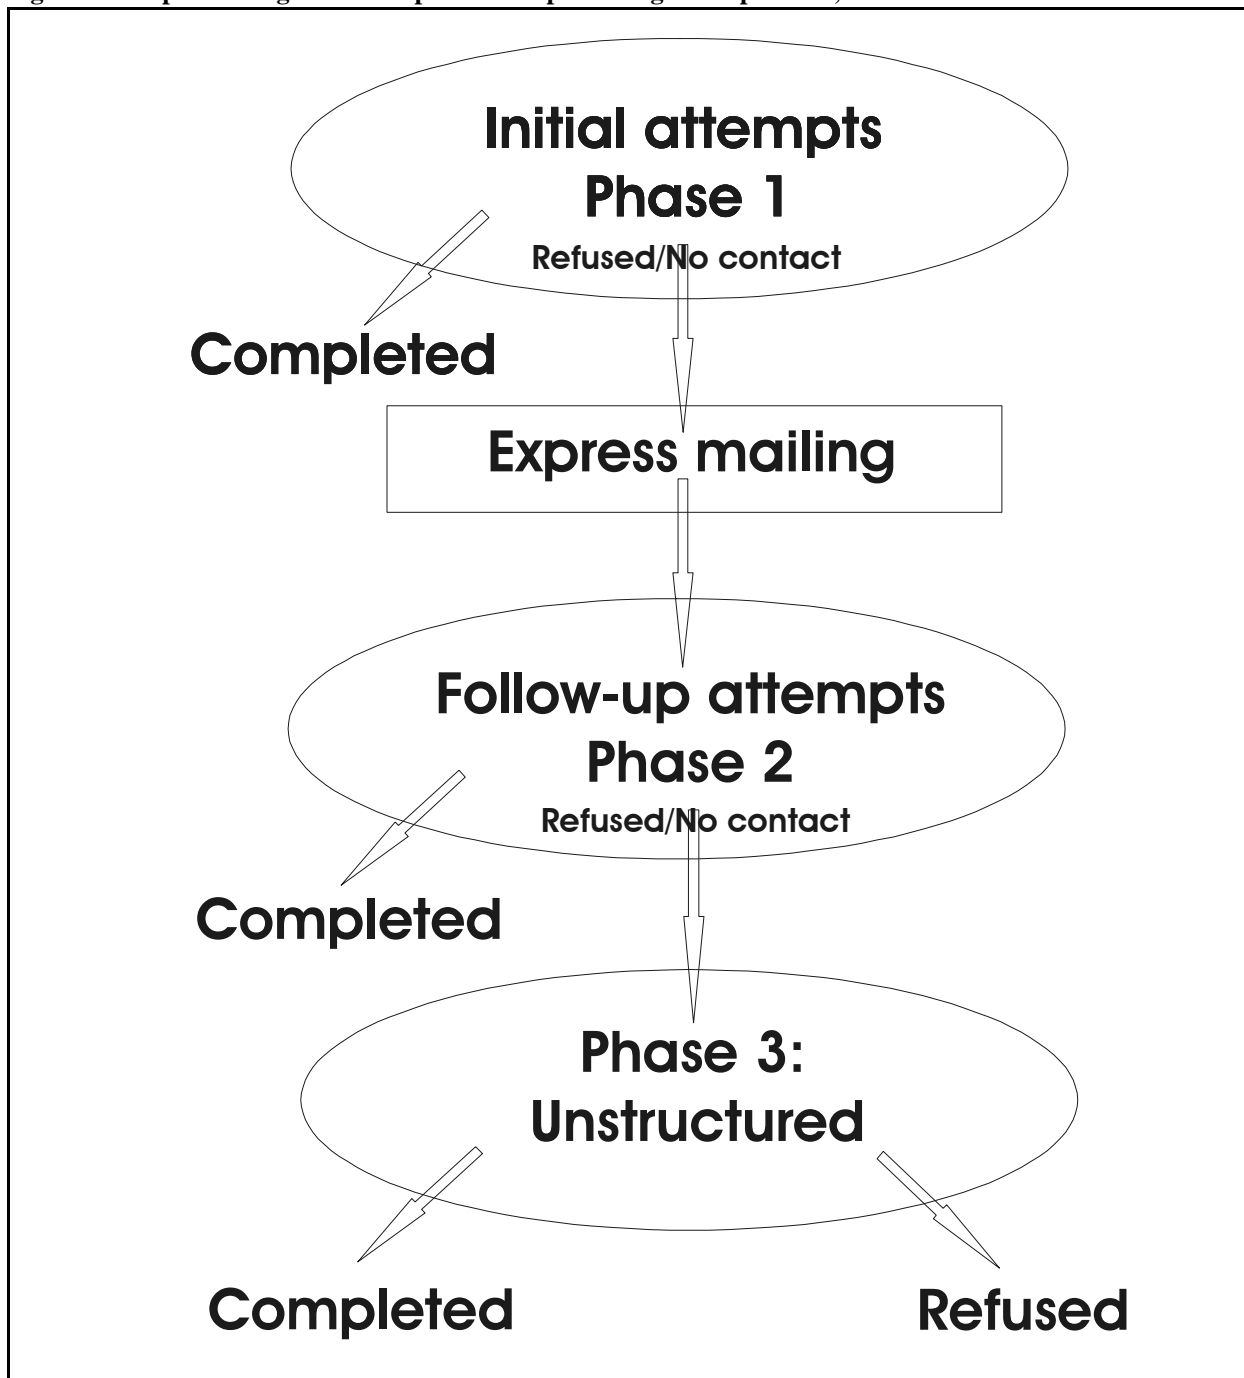 Initial attempts
Phase 1
Refused/No contact
Completed
Express mailing
Follow-up attempts
Phase 2
Refused/No contact
Completed
Phase 3:
Unstructured
Completed
Refused